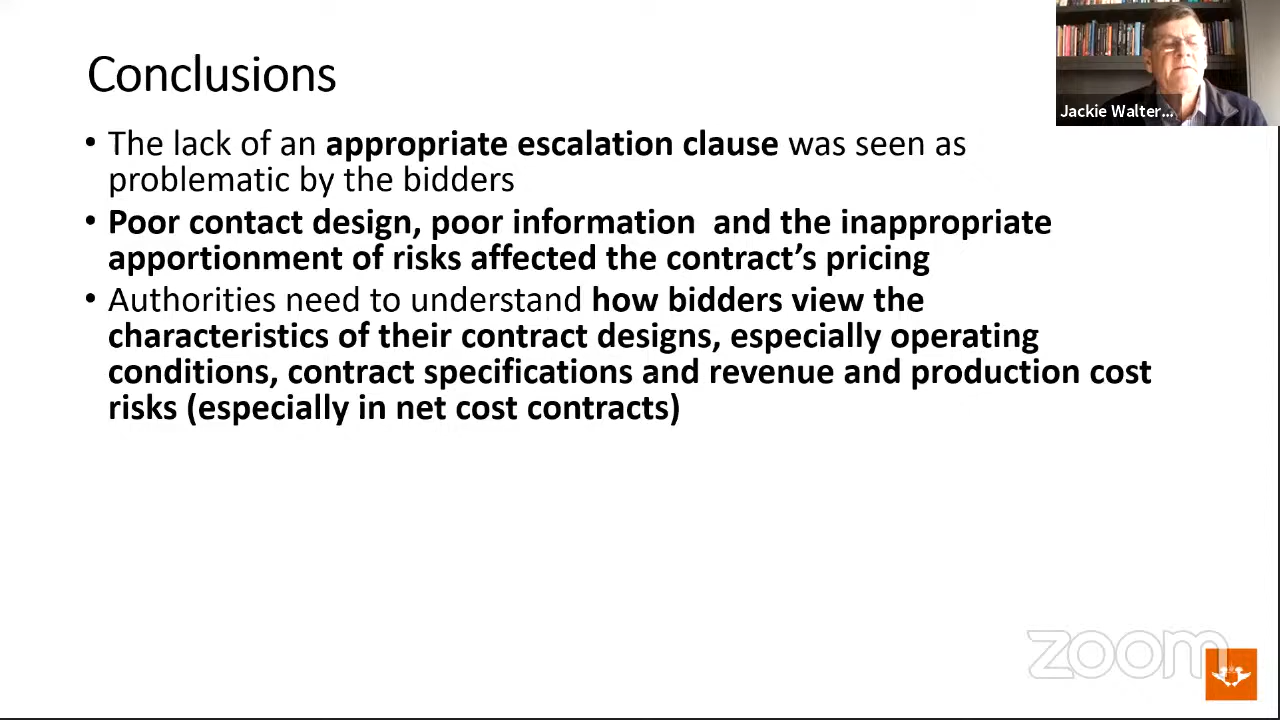 Conclusions
• The lack of an appropriate escalation clause was seen as
problematic by the bidders
• Poor contact design, poor information  and the inappropriate
apportionment of risks affected the contract’s pricing
• Authorities need to understand how bidders view the
characteristics of their contract designs, especially operating
conditions, contract specifications and revenue and production cost
risks (especially in net cost contracts)
Jackie Walter...
zoom